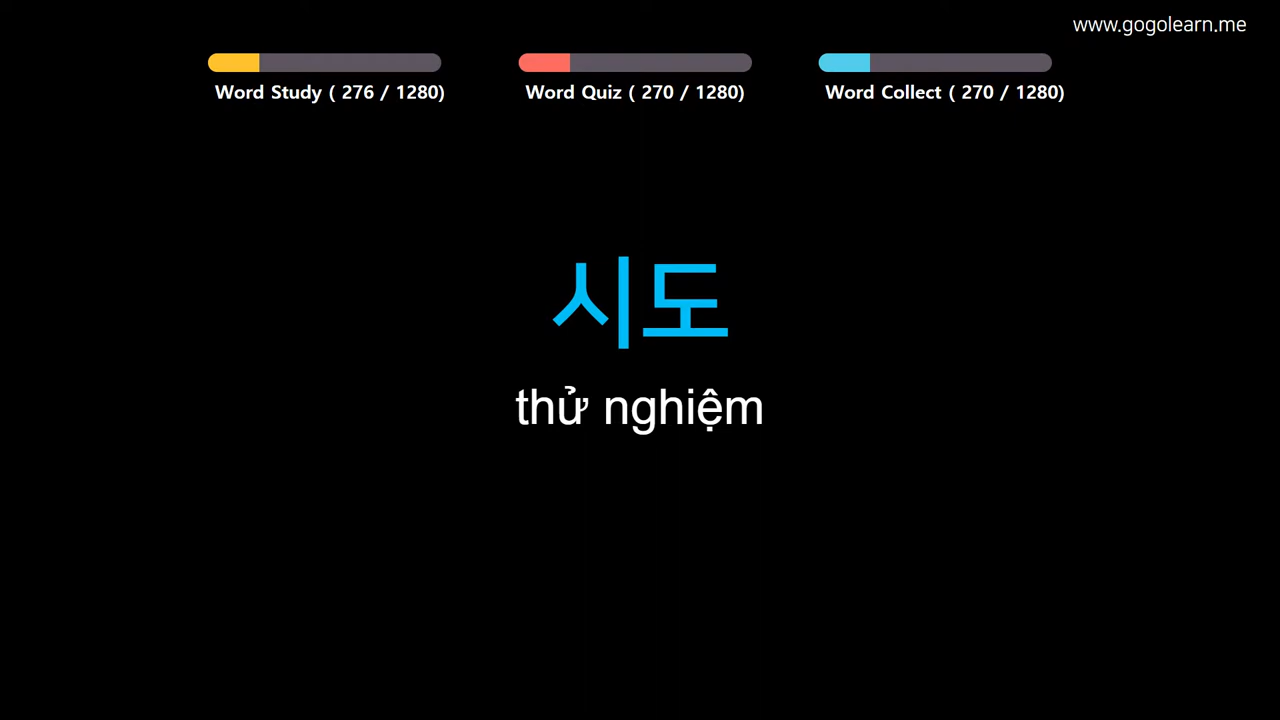 www.gogolearn.me
Word Study ( 276 / 1280)
Word Quiz ( 270 / 1280)
Word Collect ( 270 / 1280)
시도
thử nghiệm